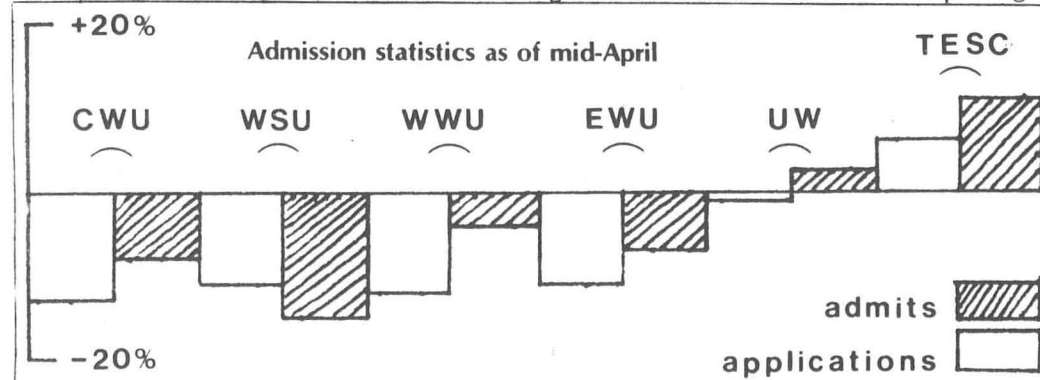 +20%
Admission statistics as of mid-April
TESC
CWU WSU WWU EWU UW
admits
-20%
applications